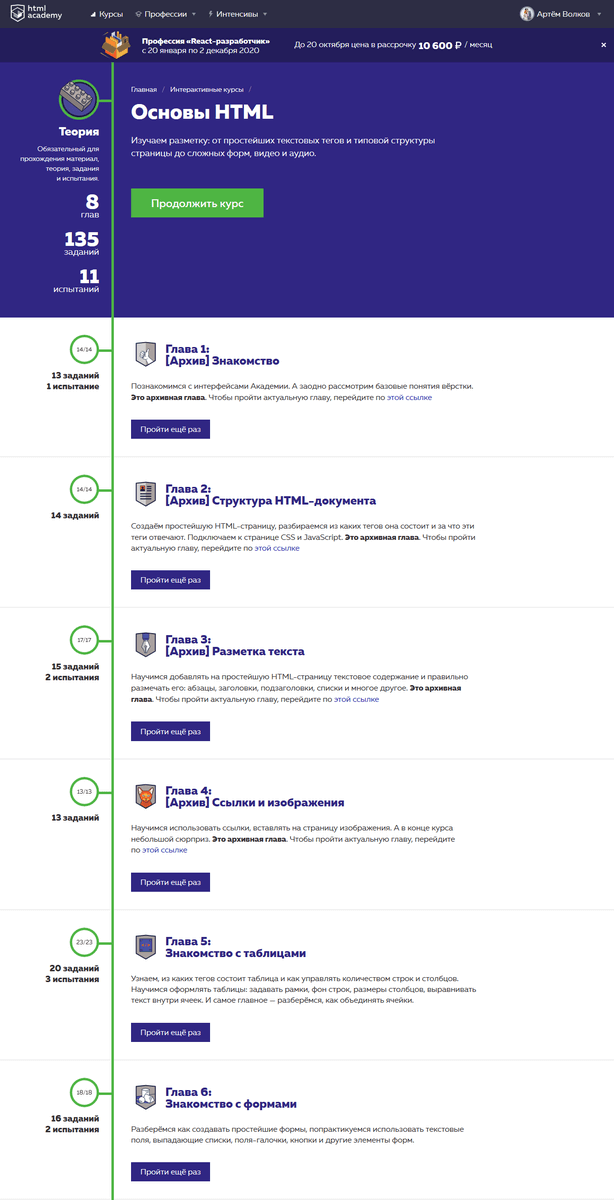 html academy
Курсы
Профессии
Интенсивы
Артём Волков
Профессия «React-разработчик»
с 20 января по 2 декабря 2020
До 20 октября цена в рассрочку 10 600 ₽ / месяц
×
Главная / Интерактивные курсы /
Основы HTML
Изучаем разметку: от простейших текстовых тегов и типовой структуры
страницы до сложных форм, видео и аудио.
Продолжить курс
Теория
Обязательный для
прохождения материал,
теория, задания
и испытания.
8
глав
135
заданий
11
испытаний
14/14
13 заданий
1 испытание
Глава 1:
[Архив] Знакомство
Познакомимся с интерфейсами Академии. А заодно рассмотрим базовые понятия вёрстки.
Это архивная глава. Чтобы пройти актуальную главу, перейдите по этой ссылке
Пройти ещё раз
14/14
14 заданий
Глава 2:
[Архив] Структура HTML-документа
Создаём простейшую HTML-страницу, разбираемся из каких тегов она состоит и за что эти
теги отвечают. Подключаем к странице CSS и JavaScript. Это архивная глава. Чтобы пройти
актуальную главу, перейдите по этой ссылке
Пройти ещё раз
17/17
15 заданий
2 испытания
Глава 3:
[Архив] Разметка текста
Научимся добавлять на простейшую HTML-страницу текстовое содержание и правильно
размечать его: абзацы, заголовки, подзаголовки, списки и многое другое. Это архивная
глава. Чтобы пройти актуальную главу, перейдите по этой ссылке
Пройти ещё раз
13/13
13 заданий
Глава 4:
[Архив] Ссылки и изображения
Научимся использовать ссылки, вставлять на страницу изображения. А в конце курса
небольшой сюрприз. Это архивная глава. Чтобы пройти актуальную главу, перейдите
по этой ссылке
Пройти ещё раз
23/23
20 заданий
3 испытания
Глава 5:
Знакомство с таблицами
Узнаем, из каких тегов состоит таблица и как управлять количеством строк и столбцов.
Научимся оформлять таблицы: задавать рамки, фон строк, размеры столбцов, выравнивать
текст внутри ячеек. И самое главное — разберёмся, как объединять ячейки.
Пройти ещё раз
18/18
16 заданий
2 испытания
Глава 6:
Знакомство с формами
Разберёмся как создавать простейшие формы, попрактикуемся использовать текстовые
поля, выпадающие списки, поля-галочки, кнопки и другие элементы форм.
Пройти ещё раз